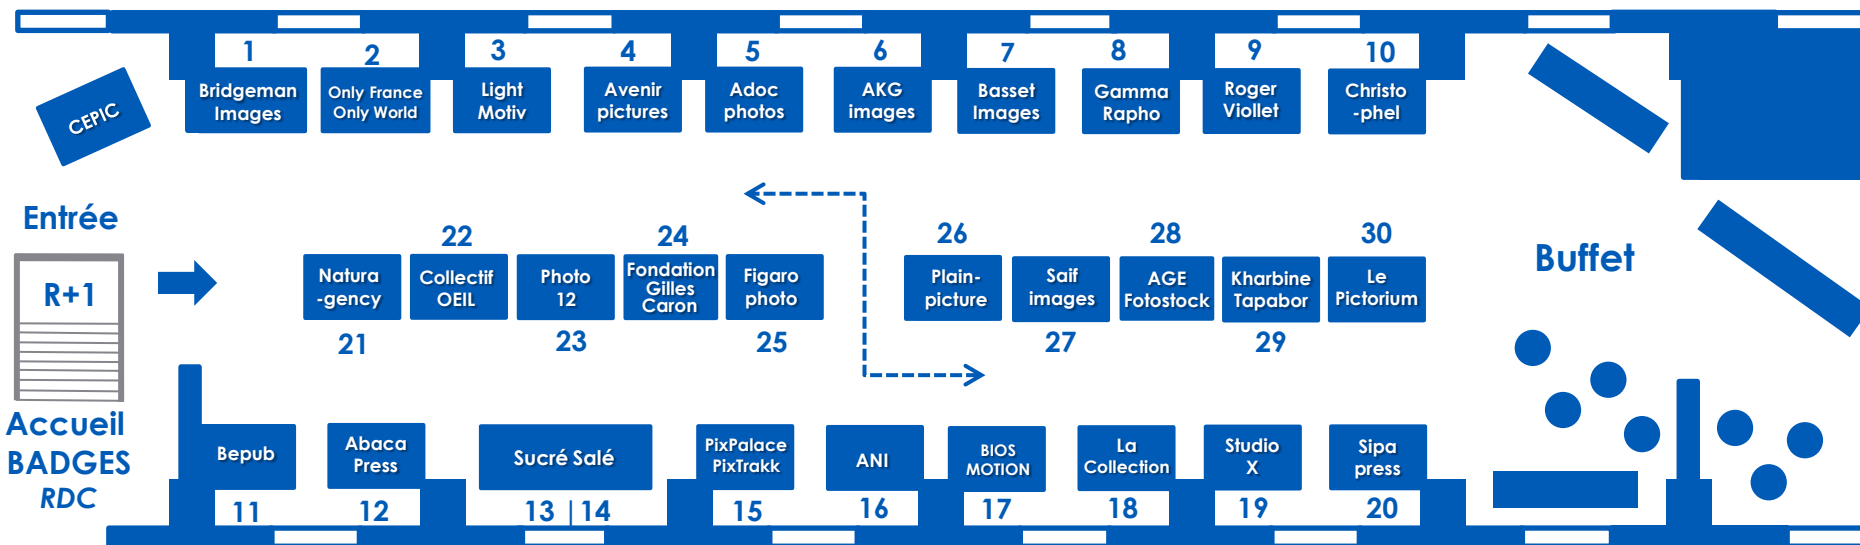 1
2
3
4
5
6
7
8
9
10
Bridgeman
Images
Only France
Only World
Light
Motiv
Avenir
pictures
Adoc
photos
AKG
images
Basset
Images
Gamma
Rapho
Roger
Viollet
Christo
-phel
CEPIC
Entrée
R+1
Accueil
BADGES
RDC
22
24
26
28
30
Natura
-gency
Collectif
OEIL
Photo
12
Fondation
Gilles
Caron
Figaro
photo
Plain-
picture
Saif
images
AGE
Fotostock
Kharbine
Tapabor
Le
Pictorium
21
23
25
27
29
Buffet
Bepub
Abaca
Press
Sucré Salé
PixPalace
PixTrakk
ANI
BIOS
MOTION
La
Collection
Studio
X
Sipa
press
11
12
13 | 14
15
16
17
18
19
20